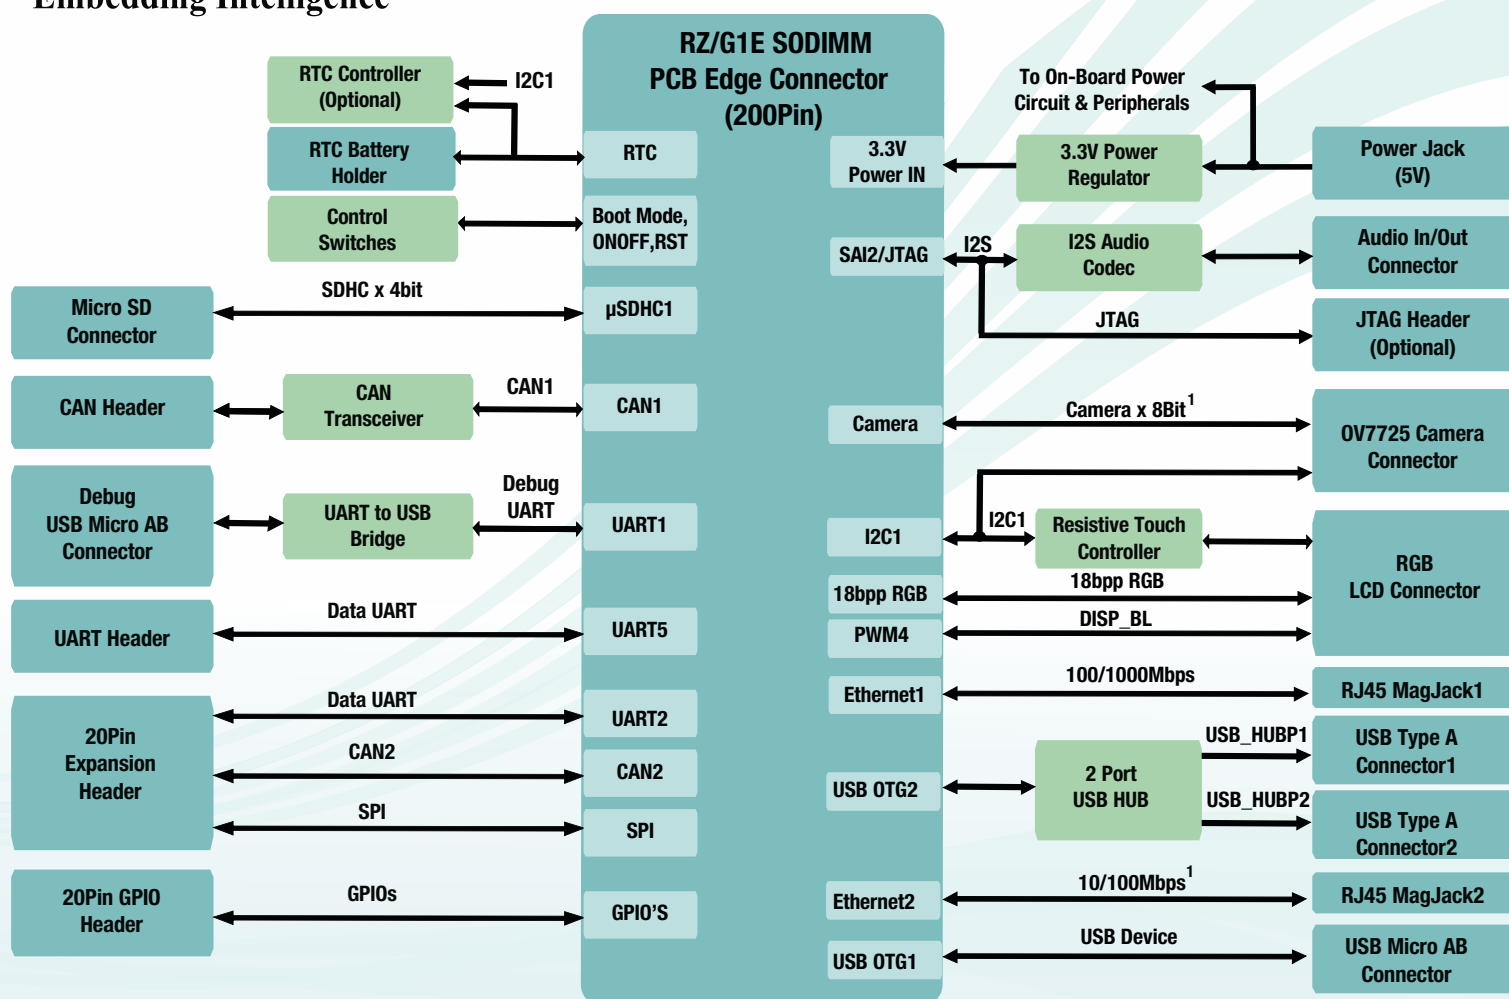 Embedding Intelligence
RZ/G1E SODIMM
PCB Edge Connector
(200Pin)
RTC Controller
(Optional)
I2C1
RTC Battery
Holder
RTC
Control
Switches
Boot Mode,
ONOFF,RST
Micro SD
Connector
SDHC x 4bit
µSDHC1
CAN Header
CAN
Transceiver
CAN1
CAN1
Debug
USB Micro AB
Connector
UART to USB
Bridge
Debug
UART
UART1
UART Header
Data UART
UART5
20Pin
Expansion
Header
Data UART
UART2
CAN2
CAN2
SPI
SPI
20Pin GPIO
Header
GPIOs
GPIO'S
To On-Board Power
Circuit & Peripherals
3.3V
Power IN
3.3V Power
Regulator
Power Jack
(5V)
SAI2/JTAG
I2S
I2S Audio
Codec
Audio In/Out
Connector
JTAG
JTAG Header
(Optional)
Camera
Camera x 8Bit1
OV7725 Camera
Connector
I2C1
I2C1
Resistive Touch
Controller
RGB
LCD Connector
18bpp RGB
18bpp RGB
PWM4
DISP_BL
Ethernet1
100/1000Mbps
RJ45 MagJack1
USB OTG2
2 Port
USB HUB
USB_HUBP1
USB Type A
Connector1
USB_HUBP2
USB Type A
Connector2
Ethernet2
10/100Mbps1
RJ45 MagJack2
USB OTG1
USB Device
USB Micro AB
Connector